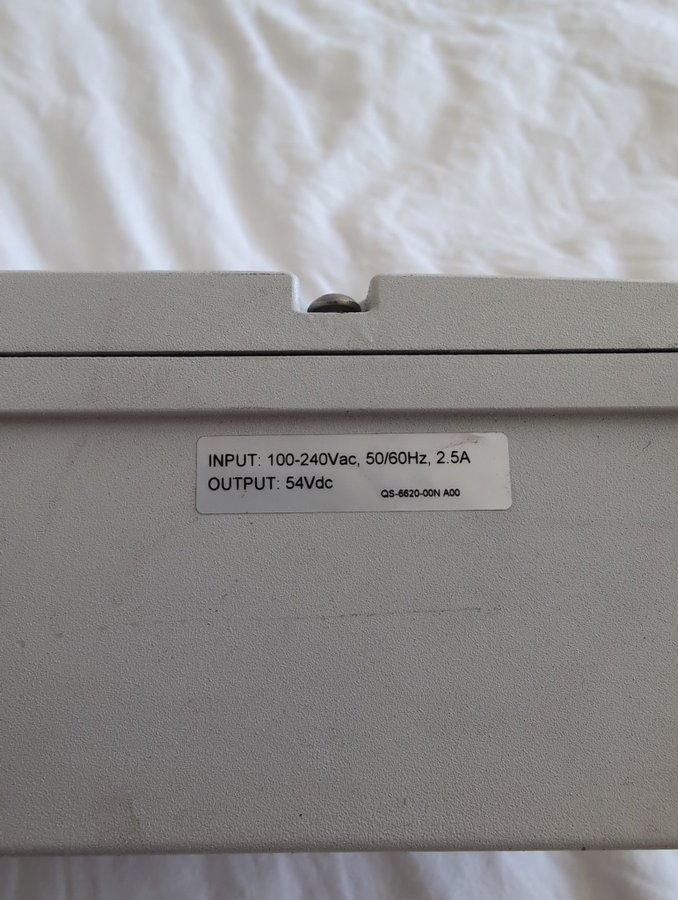 INPUT: 100-240Vac, 50/60Hz, 2.5A
OUTPUT: 54Vdc
QS-6620-00N A00